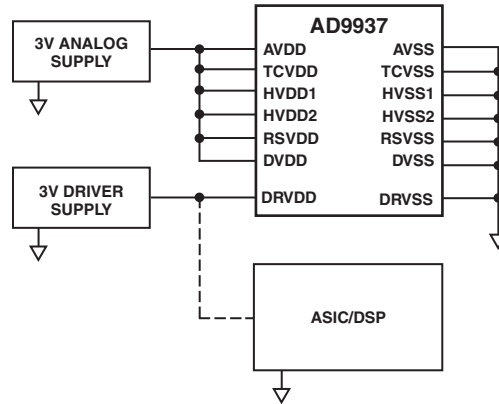 AD9937
3V ANALOG
SUPPLY
AVDD
TCVDD
HVDD1
HVDD2
RSVDD
DVDD
DRVDD
AVSS
TCVSS
HVSS1
HVSS2
RSVSS
DVSS
DRVSS
3V DRIVER
SUPPLY
ASIC/DSP